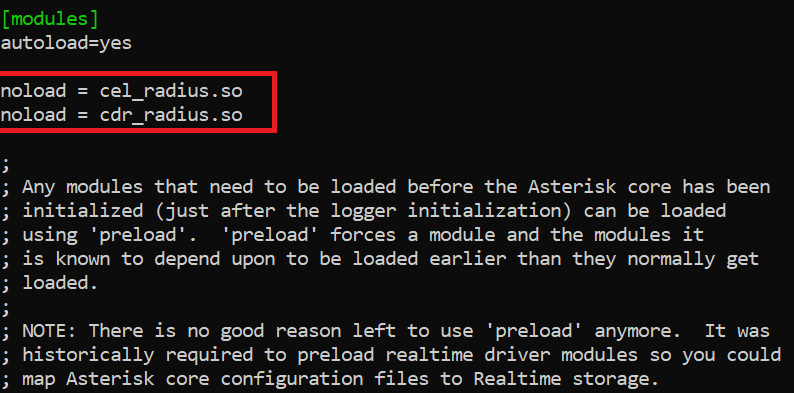 [modules]
autoload=yes
noload = cel_radius.so
noload = cdr_radius.so
;
; Any modules that need to be loaded before the Asterisk core has been
; initialized (just after the logger initialization) can be loaded
; using 'preload'.  'preload' forces a module and the modules it
; is known to depend upon to be loaded earlier than they normally get
; loaded.
;
; NOTE: There is no good reason left to use 'preload' anymore.  It was
; historically required to preload realtime driver modules so you could
; map Asterisk core configuration files to Realtime storage.